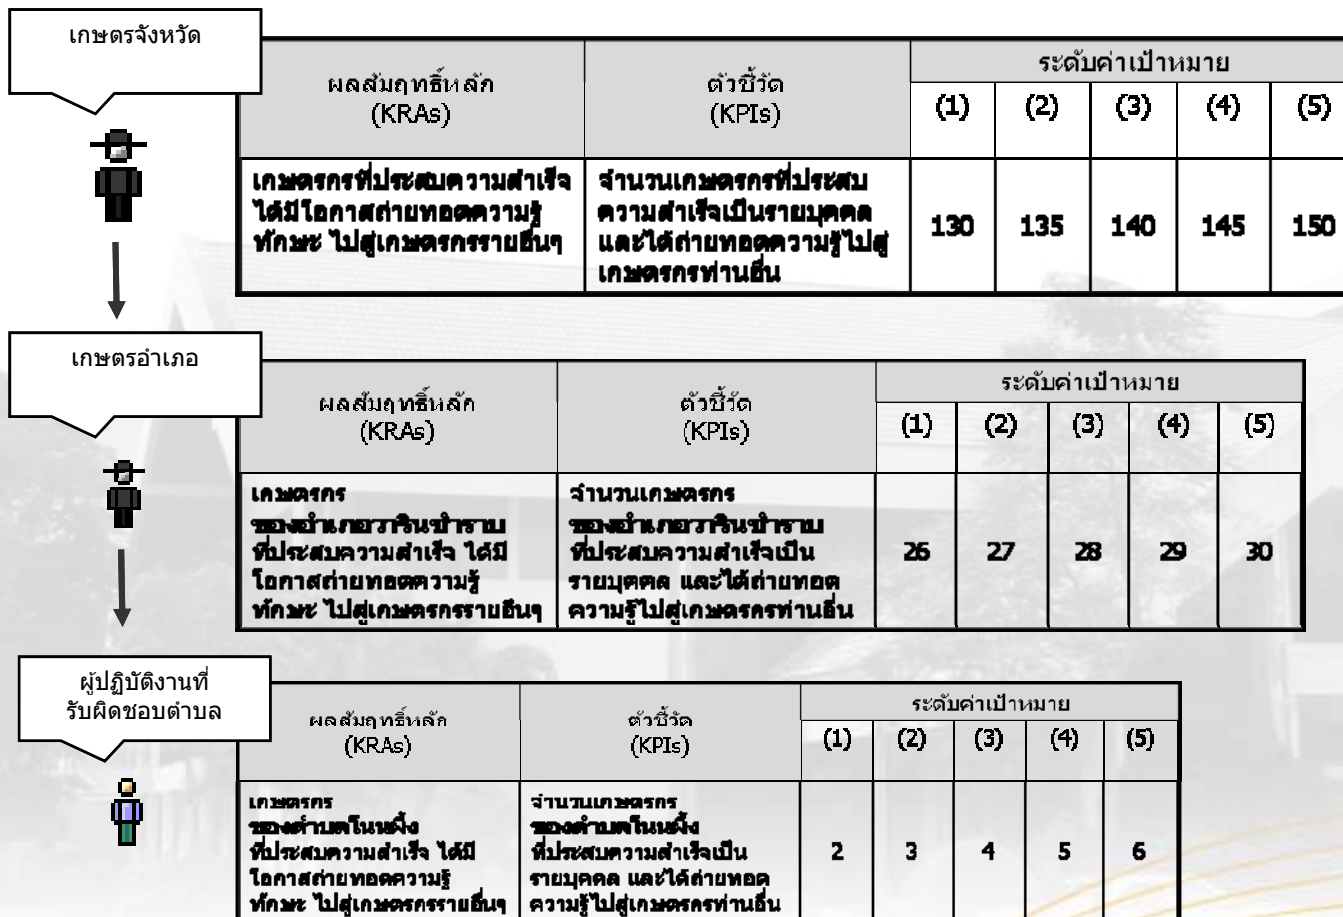 เกษตรจังหวัด
ผลสัมฤทธิ์หลัก
(KRAs)
ตัวชี้วัด
(KPIs)
ระดับค่าเป้าหมาย
(1) (2) (3) (4) (5)
เกษตรกรที่ประสบความสำเร็จ
ได้มีโอกาสถ่ายทอดความรู้
ทักษะ ไปสู่เกษตรกรรายอื่นๆ
จำนวนเกษตรกรที่ประสบ
ความสำเร็จเป็นรายบุคคล
และได้ถ่ายทอดความรู้ไปสู่
เกษตรกรท่านอื่น
130 135 140 145 150
เกษตรอำเภอ
ผลสัมฤทธิ์หลัก
(KRAs)
ตัวชี้วัด
(KPIs)
ระดับค่าเป้าหมาย
(1) (2) (3) (4) (5)
เกษตรกร
ของอำเภอวารินชำราบ
ที่ประสบความสำเร็จ ได้มี
โอกาสถ่ายทอดความรู้
ทักษะ ไปสู่เกษตรกรรายอื่นๆ
จำนวนเกษตรกร
ของอำเภอวารินชำราบ
ที่ประสบความสำเร็จเป็น
รายบุคคล และได้ถ่ายทอด
ความรู้ไปสู่เกษตรกรท่านอื่น
26 27 28 29 30
ผู้ปฏิบัติงานที่
รับผิดชอบตำบล
ผลสัมฤทธิ์หลัก
(KRAs)
ตัวชี้วัด
(KPIs)
ระดับค่าเป้าหมาย
(1) (2) (3) (4) (5)
เกษตรกร
ของตำบลโนนผึ้ง
ที่ประสบความสำเร็จ ได้มี
โอกาสถ่ายทอดความรู้
ทักษะ ไปสู่เกษตรกรรายอื่นๆ
จำนวนเกษตรกร
ของตำบลโนนผึ้ง
ที่ประสบความสำเร็จเป็น
รายบุคคล และได้ถ่ายทอด
ความรู้ไปสู่เกษตรกรท่านอื่น
2 3 4 5 6